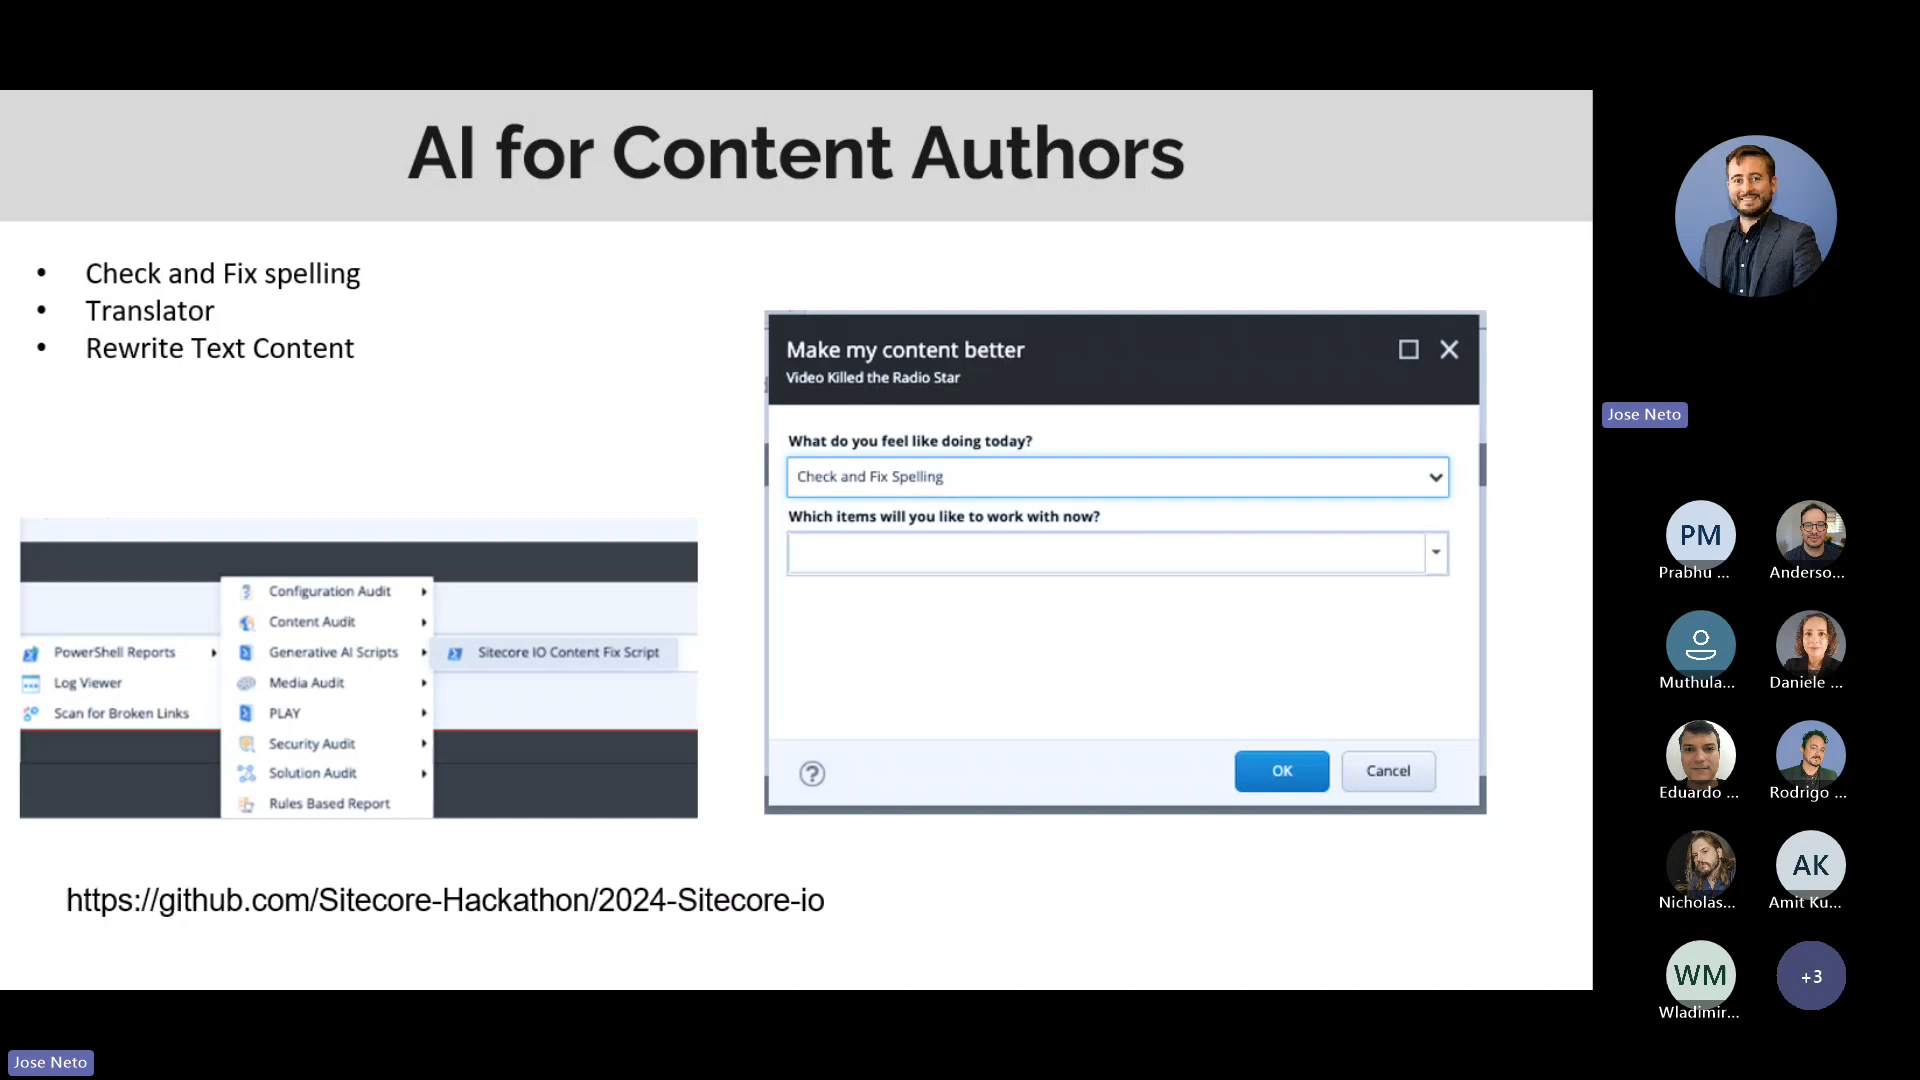 AI for Content Authors
• Check and Fix spelling
• Translator
• Rewrite Text Content
Make my content better
Video Killed the Radio Star
What do you feel like doing today?
Check and Fix Spelling
Which items will you like to work with now?
OK
Cancel
PowerShell Reports
Log Viewer
Scan for Broken Links
Configuration Audit
Content Audit
Generative AI Scripts
Media Audit
PLAY
Security Audit
Solution Audit
Rules Based Report
Sitecore IO Content Fix Script
https://github.com/Sitecore-Hackathon/2024-Sitecore-io
Jose Neto
PM
Prabhu ...
Anderso...
Muthula...
Daniele ...
Eduardo ...
Rodrigo ...
Nicholas...
AK
Amit Ku...
WM
Wladimir...
+3
Jose Neto